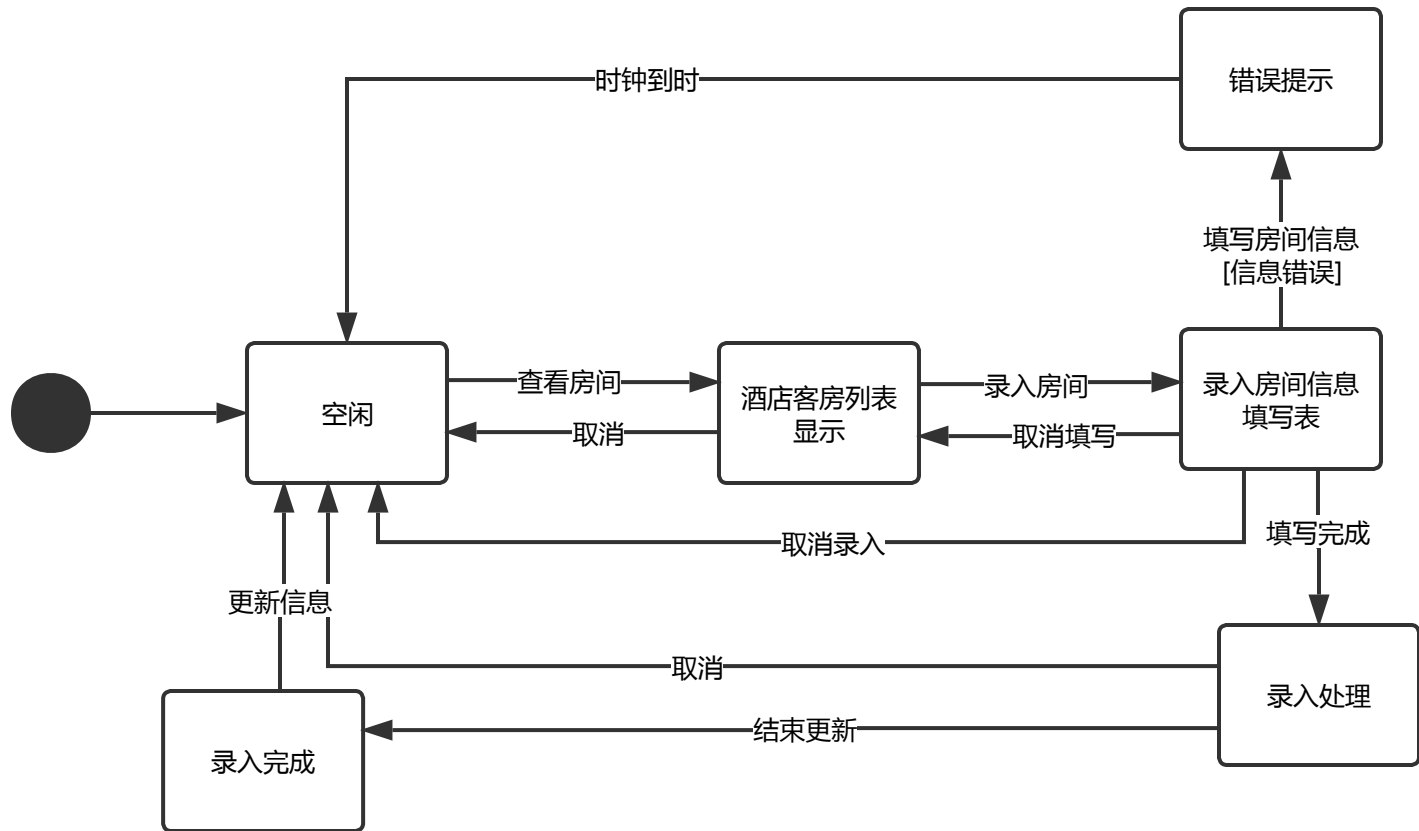 时钟到时
错误提示
填写房间信息
[信息错误]
查看房间
录入房间
空闲
酒店客房列表
显示
录入房间信息
填写表
取消
取消填写
取消录入
填写完成
更新信息
取消
录入处理
结束更新
录入完成